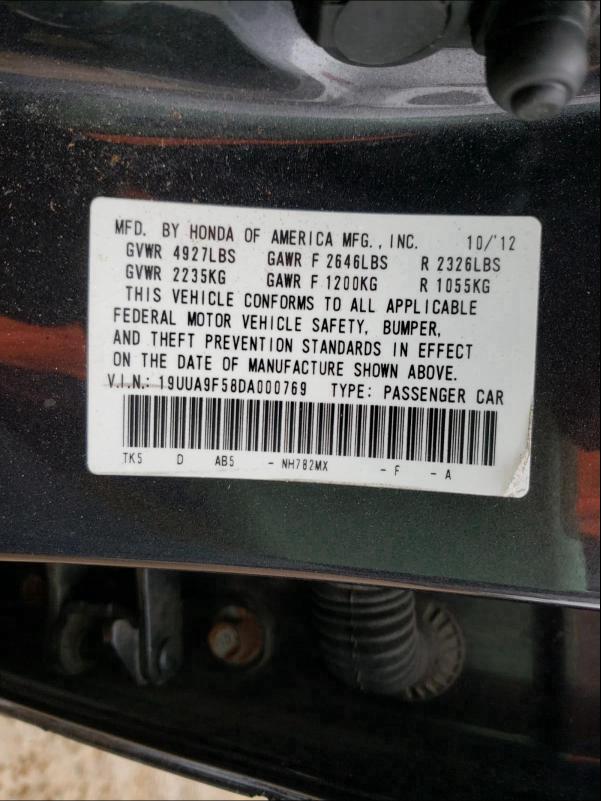 MFD. BY HONDA OF AMERICA MFG., INC. 10/'12
GVWR 4927LBS GAWR F 2646LBS R 2326LBS
GVWR 2235KG GAWR F 1200KG R 1055KG
THIS VEHICLE CONFORMS TO ALL APPLICABLE
FEDERAL MOTOR VEHICLE SAFETY, BUMPER,
AND THEFT PREVENTION STANDARDS IN EFFECT
ON THE DATE OF MANUFACTURE SHOWN ABOVE.
V.I.N.: 19UUA9F58DA000769 TYPE: PASSENGER CAR
TK5 D AB5 - NH782MX - F - A